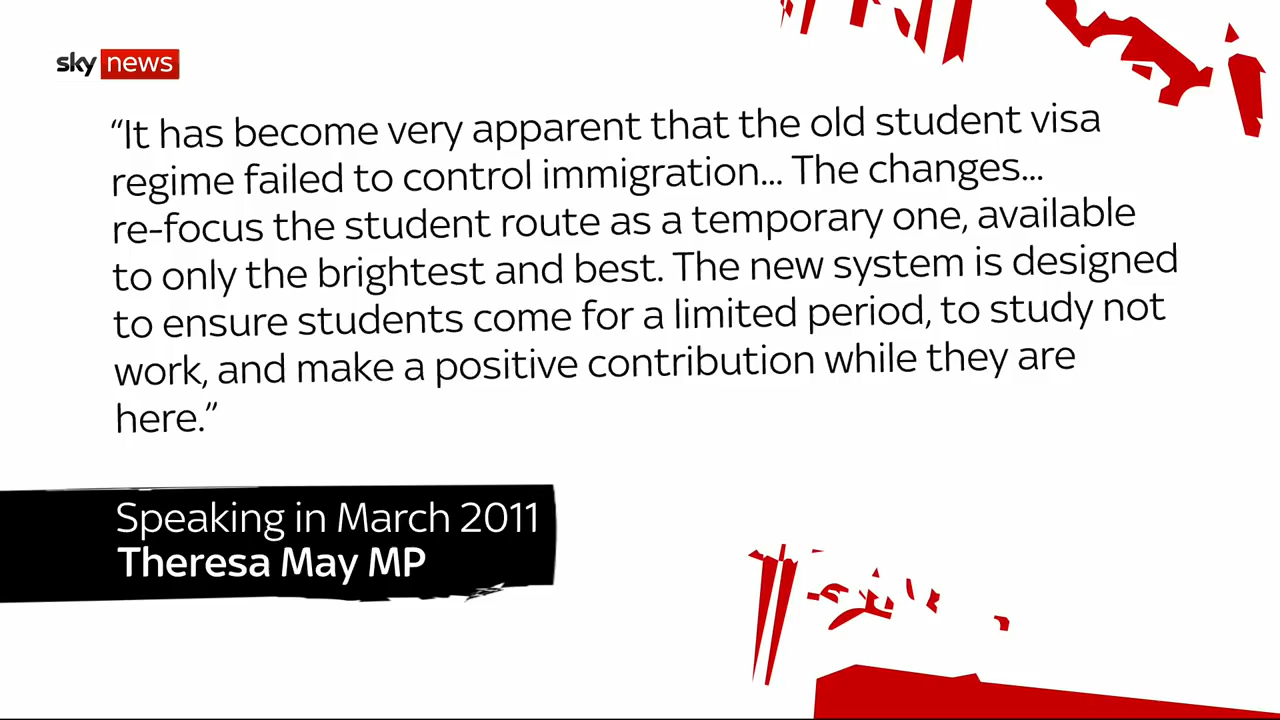 sky news
“It has become very apparent that the old student visa
regime failed to control immigration... The changes...
re-focus the student route as a temporary one, available
to only the brightest and best. The new system is designed
to ensure students come for a limited period, to study not
work, and make a positive contribution while they are
here.”
Speaking in March 2011
Theresa May MP